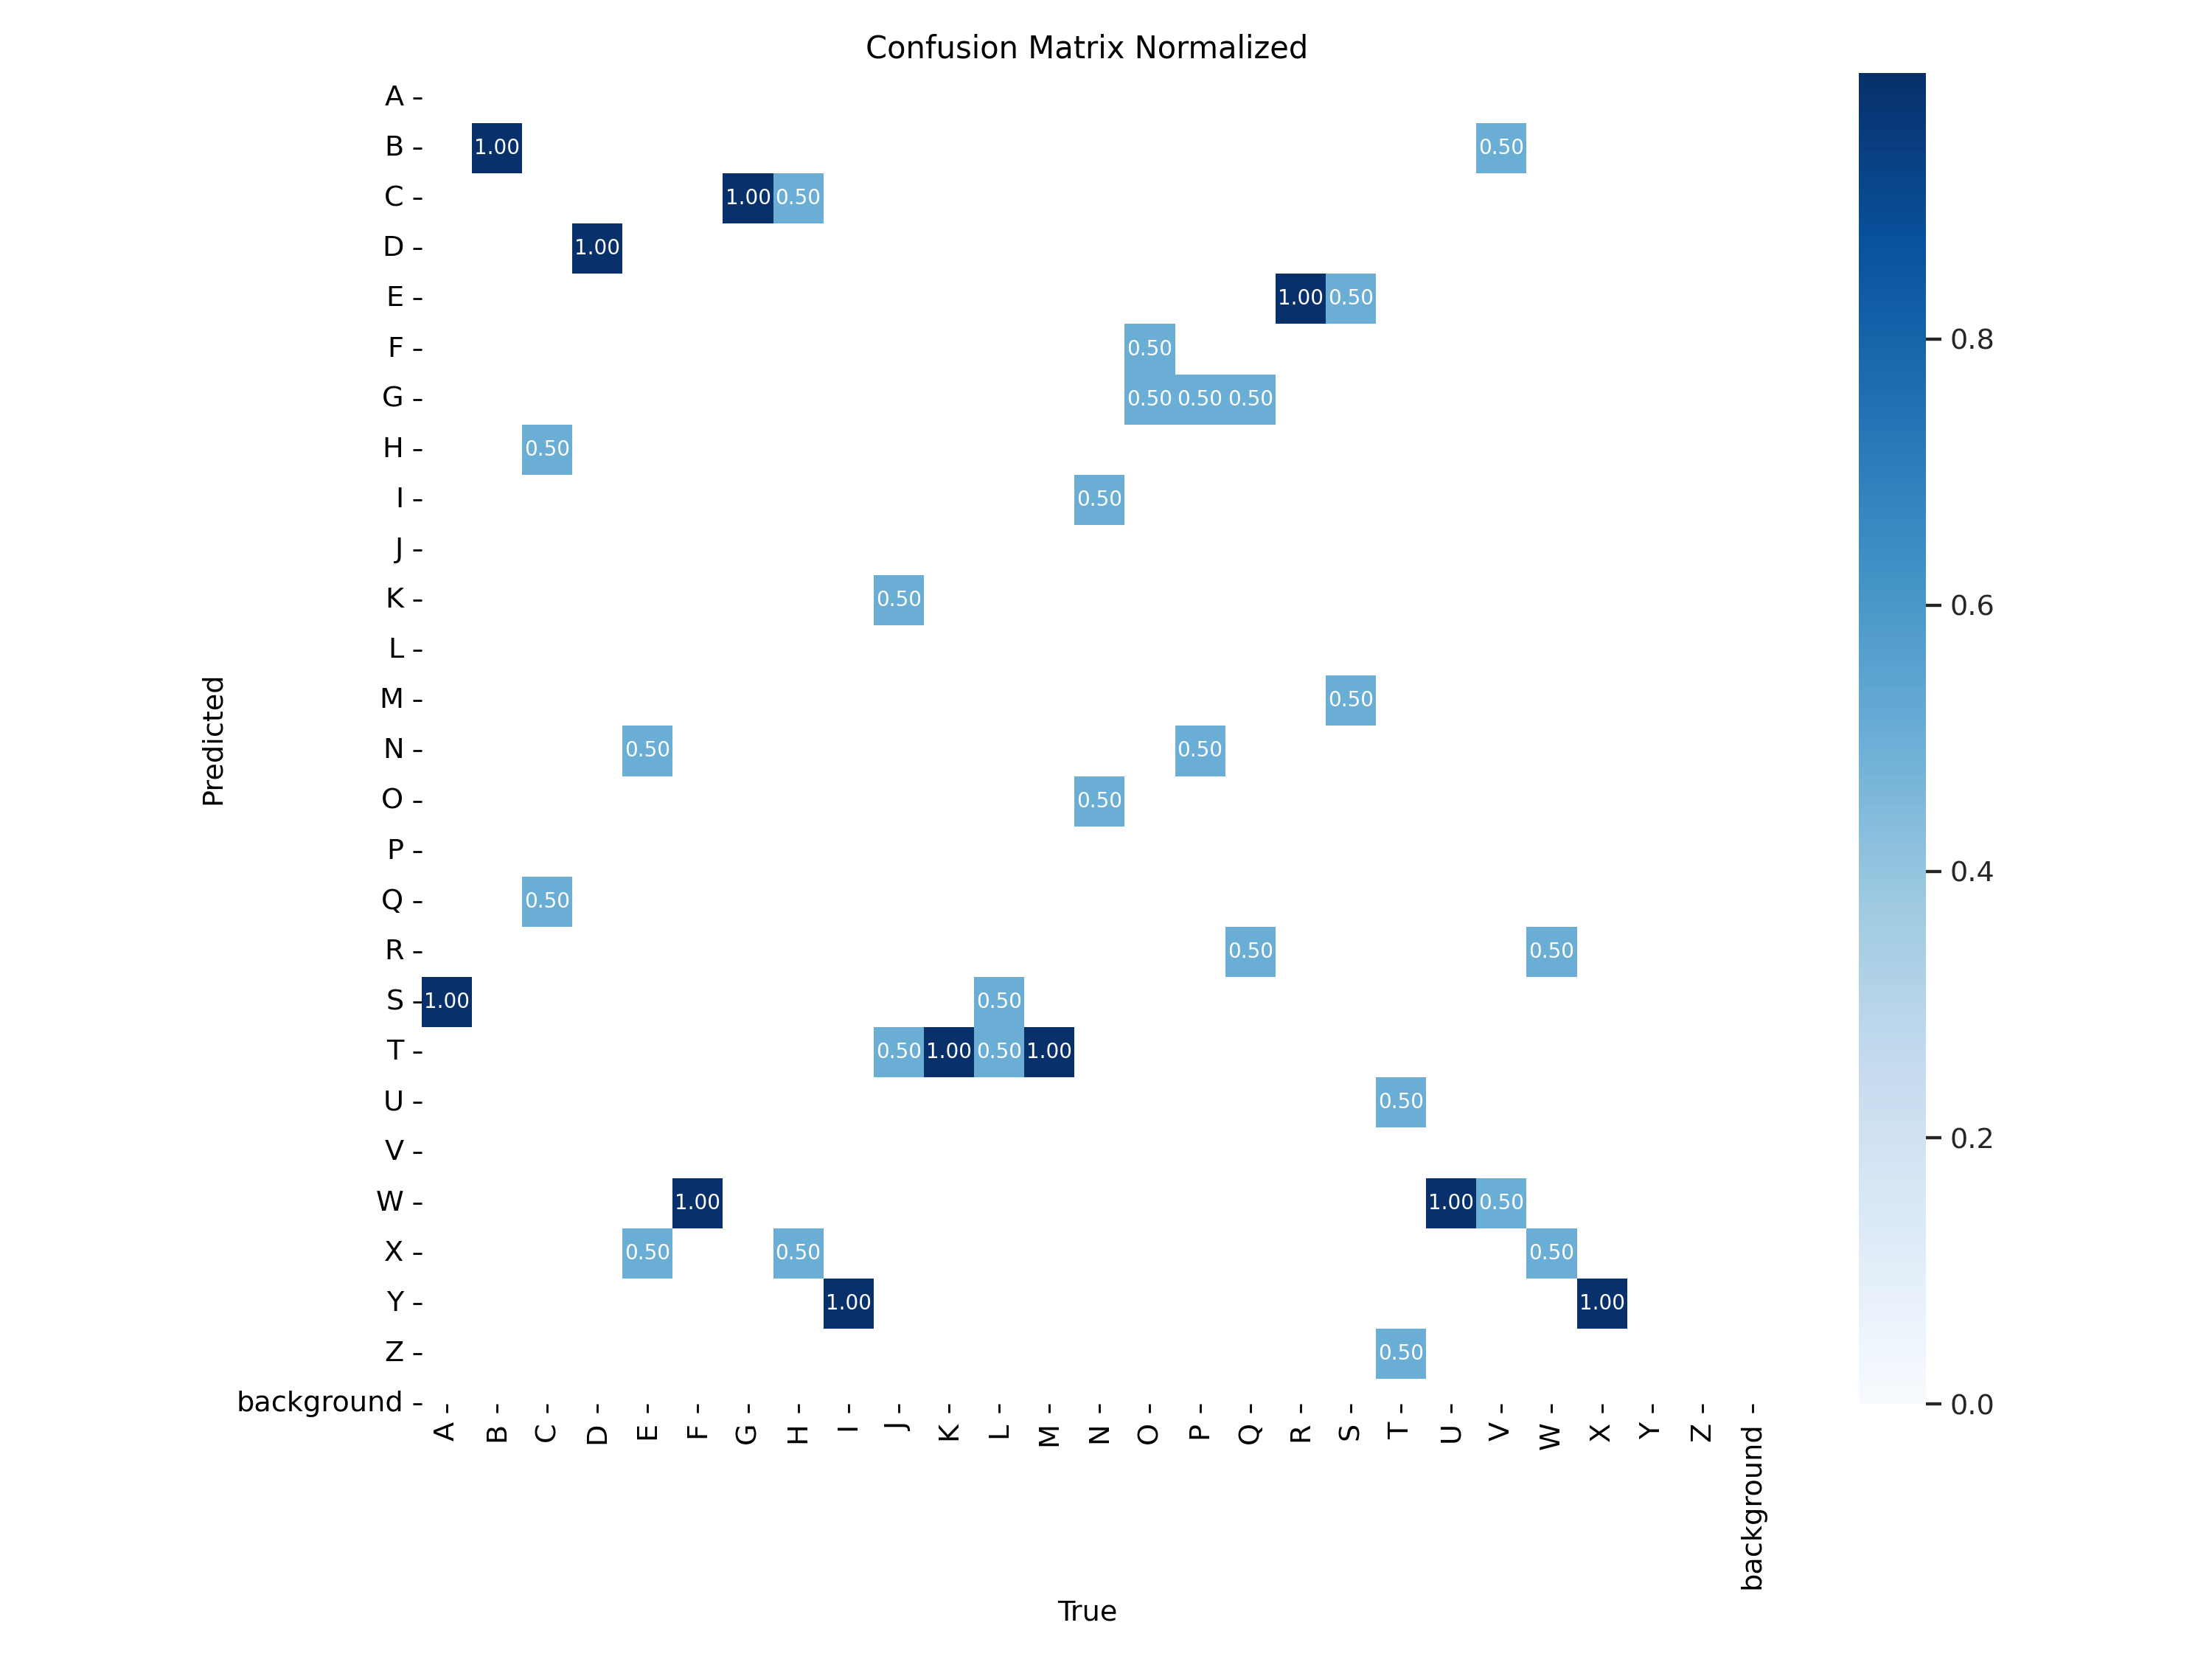 Confusion Matrix Normalized
A
B 1.00 0.50
C 1.00 0.50
D 1.00
E 1.00 0.50
F 0.50
G 0.50 0.50 0.50
H 0.50
I 0.50
J
K 0.50
L
M 0.50
N 0.50 0.50
O 0.50
P
Q 0.50
R 0.50 0.50
S 1.00 0.50
T 0.50 1.00 0.50 1.00
U 0.50
V
W 1.00 1.00 0.50
X 0.50 0.50 0.50
Y 1.00 1.00
Z 0.50
background
Predicted
A B C D E F G H I J K L M N O P Q R S T U V W X Y Z background
True
0.8
0.6
0.4
0.2
0.0